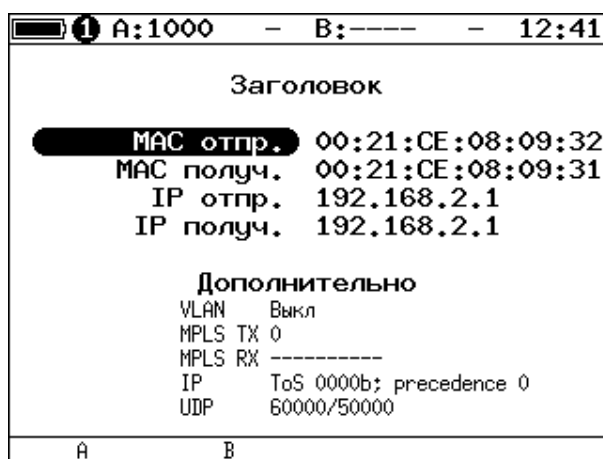 1 A:1000 – B:---- – 12:41
Заголовок
MAC отпр. 00:21:CE:08:09:32
MAC получ. 00:21:CE:08:09:31
IP отпр. 192.168.2.1
IP получ. 192.168.2.1
Дополнительно
VLAN Выкл
MPLS TX 0
MPLS RX ----------
IP ToS 0000b; precedence 0
UDP 60000/50000
A B